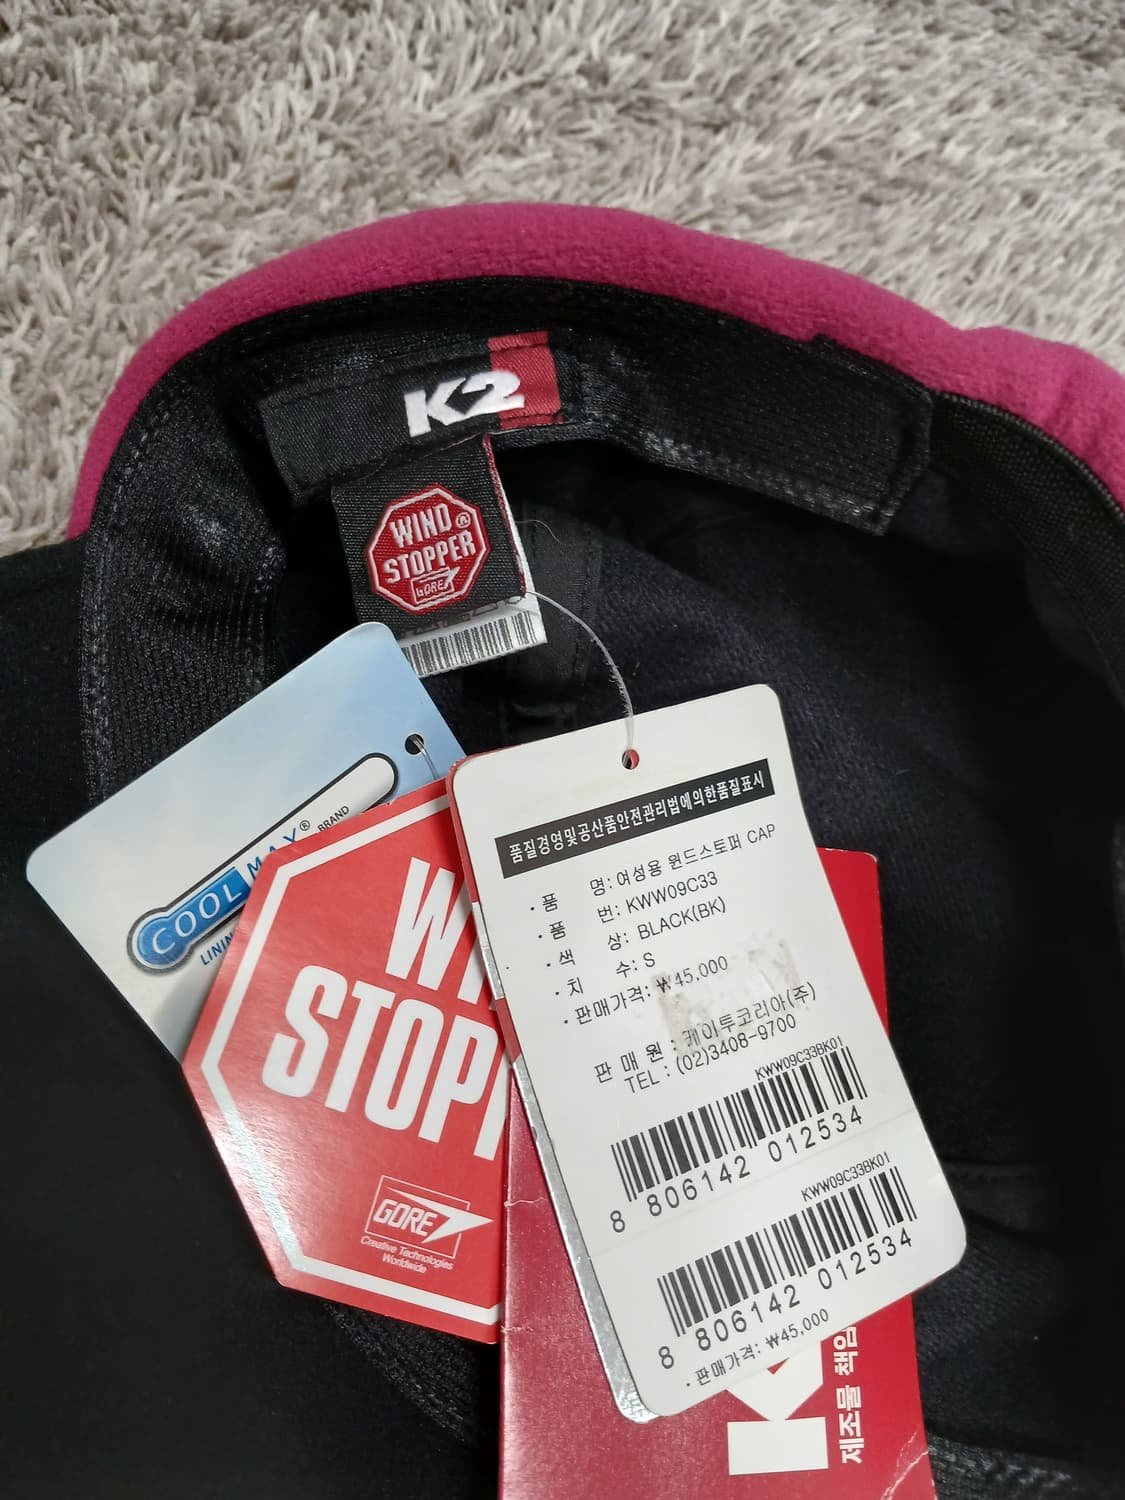 K2
WIND ®
STOPPER
GORE
COOLMAX® BRAND
WI
STOP
GORE
Creative Technologies
Worldwide
품질경영및공산품안전관리법에의한품질표시
· 품 명: 여성용 윈드스토퍼 CAP
· 품 번: KWW09C33
· 색 상: BLACK(BK)
· 치 수: S
· 판매가격: ₩45,000
판 매 원 : 케이투코리아(주)
TEL : (02)3408-9700
KWW09C33BK01
8 806142 012534
KWW09C33BK01
8 806142 012534
· 판매가격: ₩45,000
제조물 책임